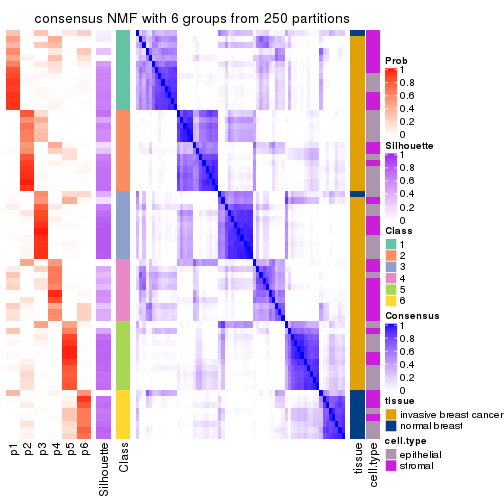 consensus NMF with 6 groups from 250 partitions
p1
p2
p3
p4
p5
p6
Silhouette
Class
tissue
cell.type
Prob
1
0.8
0.6
0.4
0.2
0
Silhouette
1
0.8
0.6
0.4
0.2
0
Class
1
2
3
4
5
6
Consensus
1
0.8
0.6
0.4
0.2
0
tissue
invasive breast cancer
normal breast
cell.type
epithelial
stromal